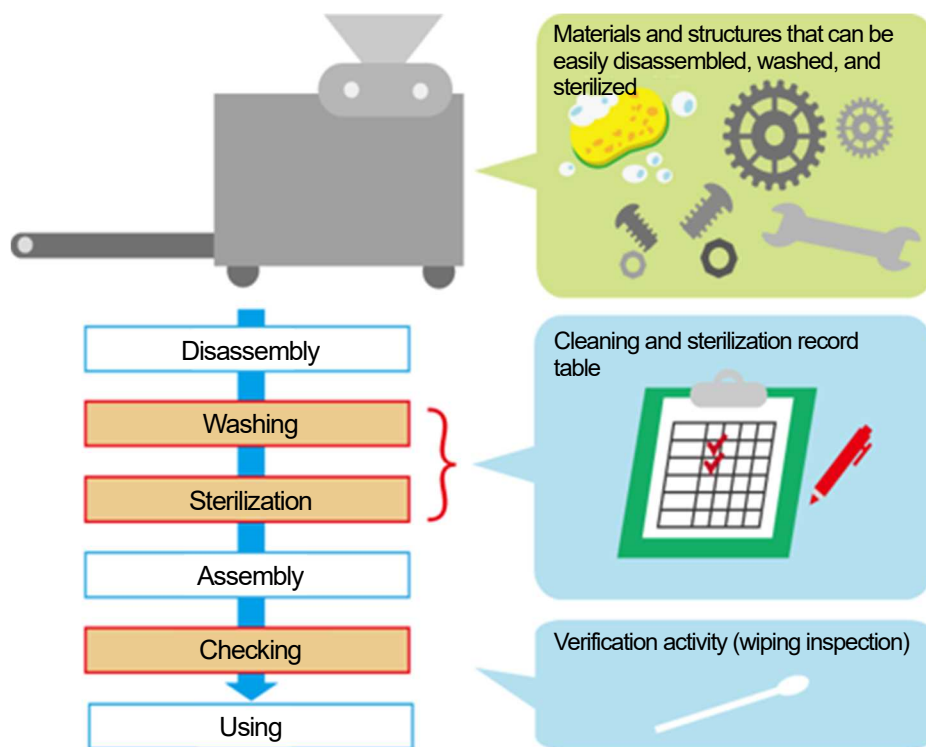 Materials and structures that can be
easily disassembled, washed, and
sterilized
Disassembly
Washing
Sterilization
Assembly
Checking
Using
Cleaning and sterilization record
table
Verification activity (wiping inspection)